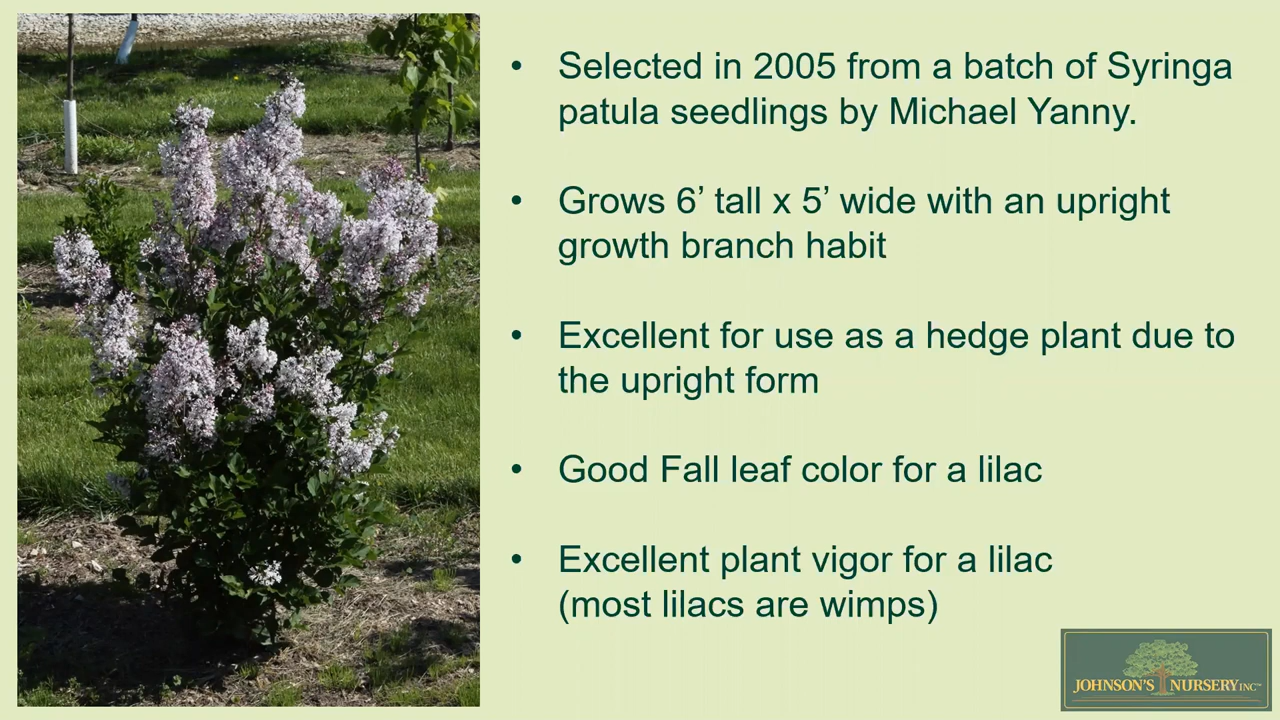 • Selected in 2005 from a batch of Syringa
patula seedlings by Michael Yanny.
• Grows 6’ tall x 5’ wide with an upright
growth branch habit
• Excellent for use as a hedge plant due to
the upright form
• Good Fall leaf color for a lilac
• Excellent plant vigor for a lilac
(most lilacs are wimps)
JOHNSON'S NURSERY INC™